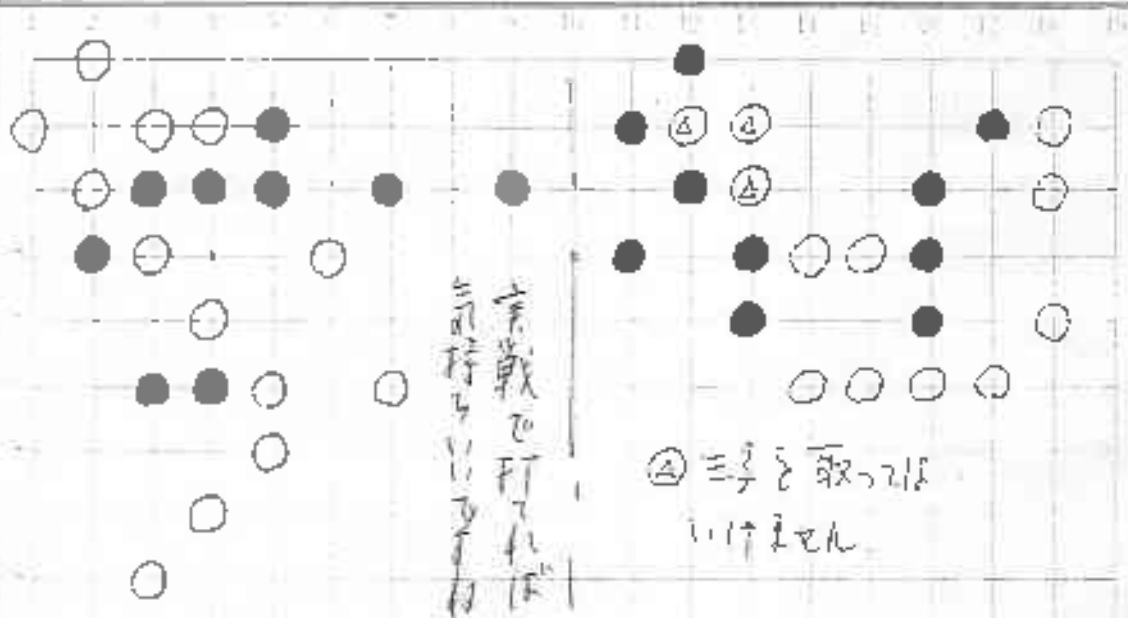 実戦で打てれば
気持ちいいですね
△三子を取っては
いけません